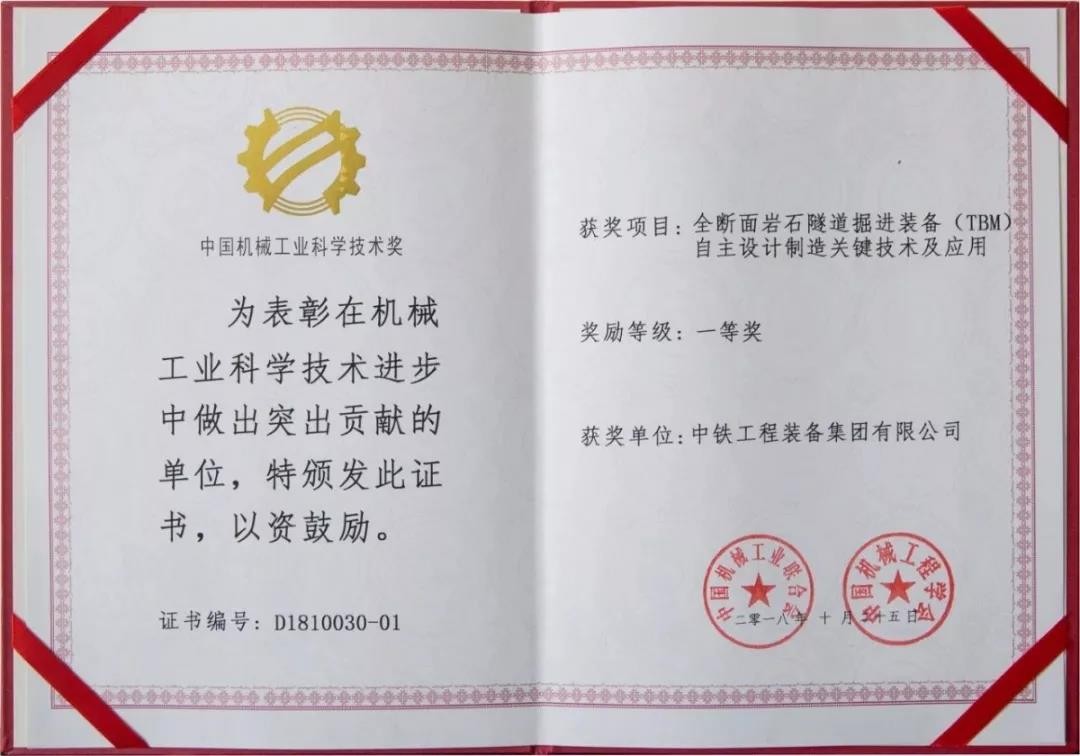 中国机械工业科学技术奖
为表彰在机械
工业科学技术进步
中做出突出贡献的
单位，特颁发此证
书，以资鼓励。
证书编号：D1810030-01
获奖项目：全断面岩石隧道掘进装备（TBM）
自主设计制造关键技术及应用
奖励等级：一等奖
获奖单位：中铁工程装备集团有限公司
中国机械工业联合会
中国机械工程学会
二零一八年 十月二十五日